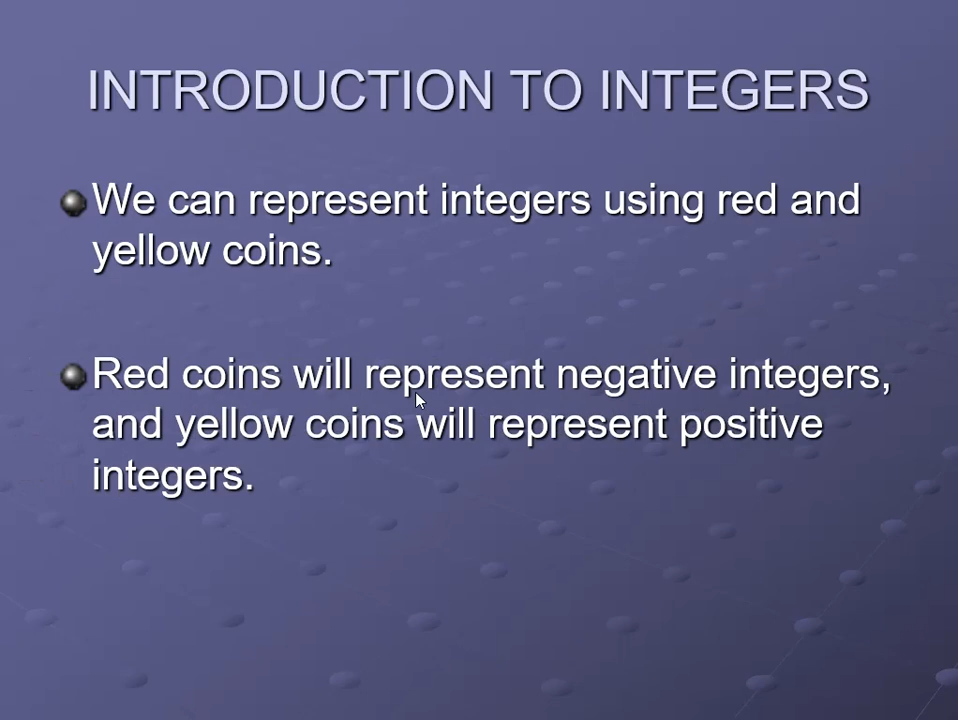 INTRODUCTION TO INTEGERS
We can represent integers using red and
yellow coins.
Red coins will represent negative integers,
and yellow coins will represent positive
integers.